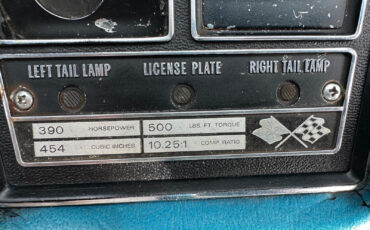 LEFT TAIL LAMP LICENSE PLATE RIGHT TAIL LAMP
390 HORSEPOWER 500 LBS FT. TORQUE
454 CUBIC INCHES 10.25:1 COMP. RATIO